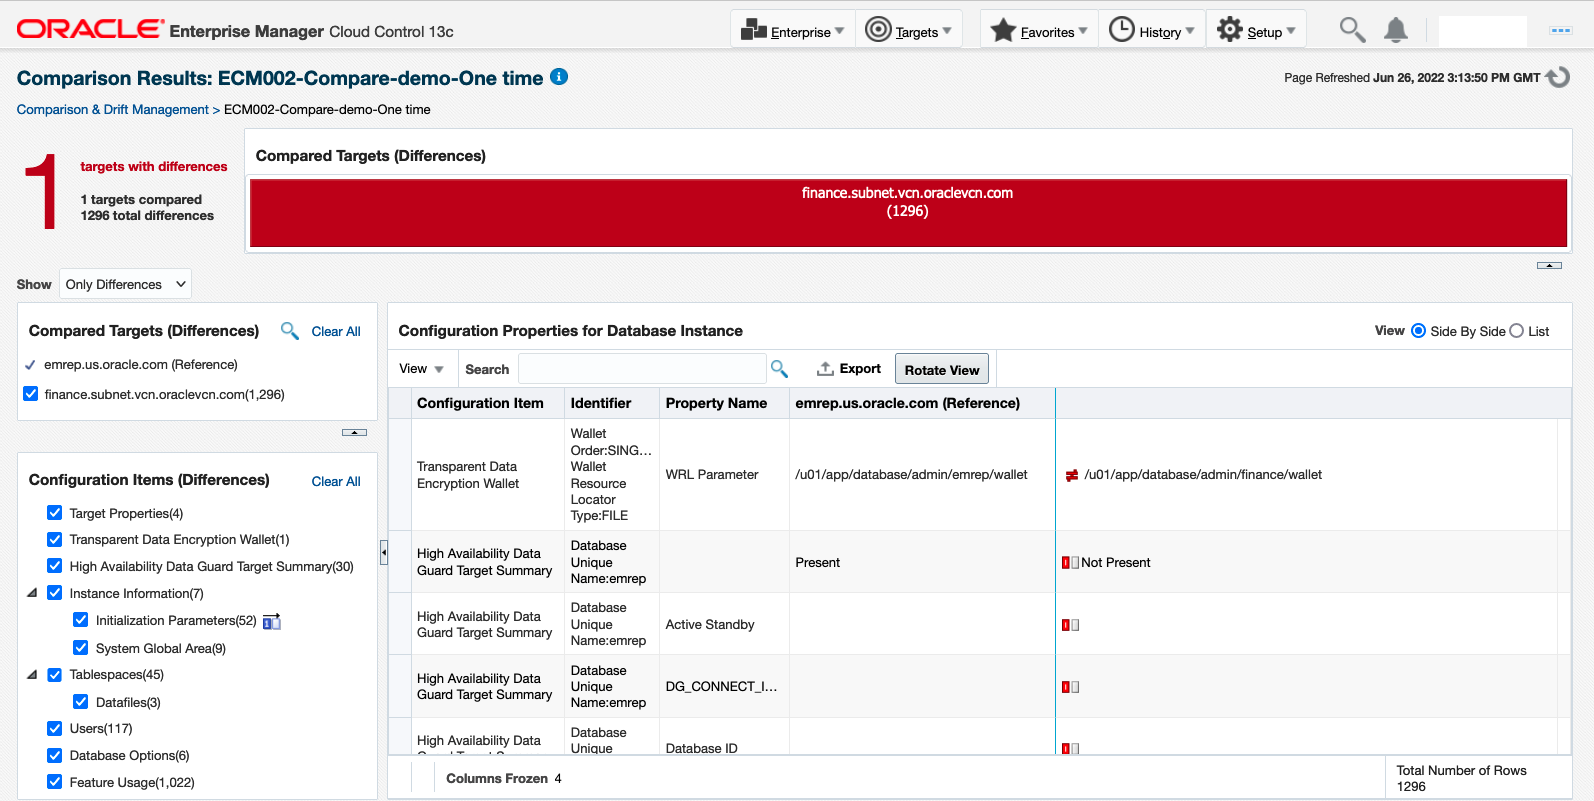 ORACLE Enterprise Manager Cloud Control 13c
Enterprise
Targets
Favorites
History
Setup
Comparison Results: ECM002-Compare-demo-One time
Page Refreshed Jun 26, 2022 3:13:50 PM GMT
Comparison & Drift Management > ECM002-Compare-demo-One time
1
targets with differences
1 targets compared
1296 total differences
Compared Targets (Differences)
finance.subnet.vcn.oraclevcn.com
(1296)
Show Only Differences
Compared Targets (Differences) Clear All
emrep.us.oracle.com (Reference)
finance.subnet.vcn.oraclevcn.com(1,296)
Configuration Items (Differences) Clear All
Target Properties(4)
Transparent Data Encryption Wallet(1)
High Availability Data Guard Target Summary(30)
Instance Information(7)
Initialization Parameters(52)
System Global Area(9)
Tablespaces(45)
Datafiles(3)
Users(117)
Database Options(6)
Feature Usage(1,022)
Configuration Properties for Database Instance
View Side By Side List
View
Search
Export
Rotate View
Configuration Item Identifier Property Name emrep.us.oracle.com (Reference)
Transparent Data
Encryption Wallet
Wallet
Order:SING...
Wallet
Resource
Locator
Type:FILE
WRL Parameter
/u01/app/database/admin/emrep/wallet
/u01/app/database/admin/finance/wallet
High Availability Data
Guard Target Summary
Database
Unique
Name:emrep
Present
Not Present
High Availability Data
Guard Target Summary
Database
Unique
Name:emrep
Active Standby
High Availability Data
Guard Target Summary
Database
Unique
Name:emrep
DG_CONNECT_I...
High Availability Data
Database
Unique
Database ID
Columns Frozen 4
Total Number of Rows
1296